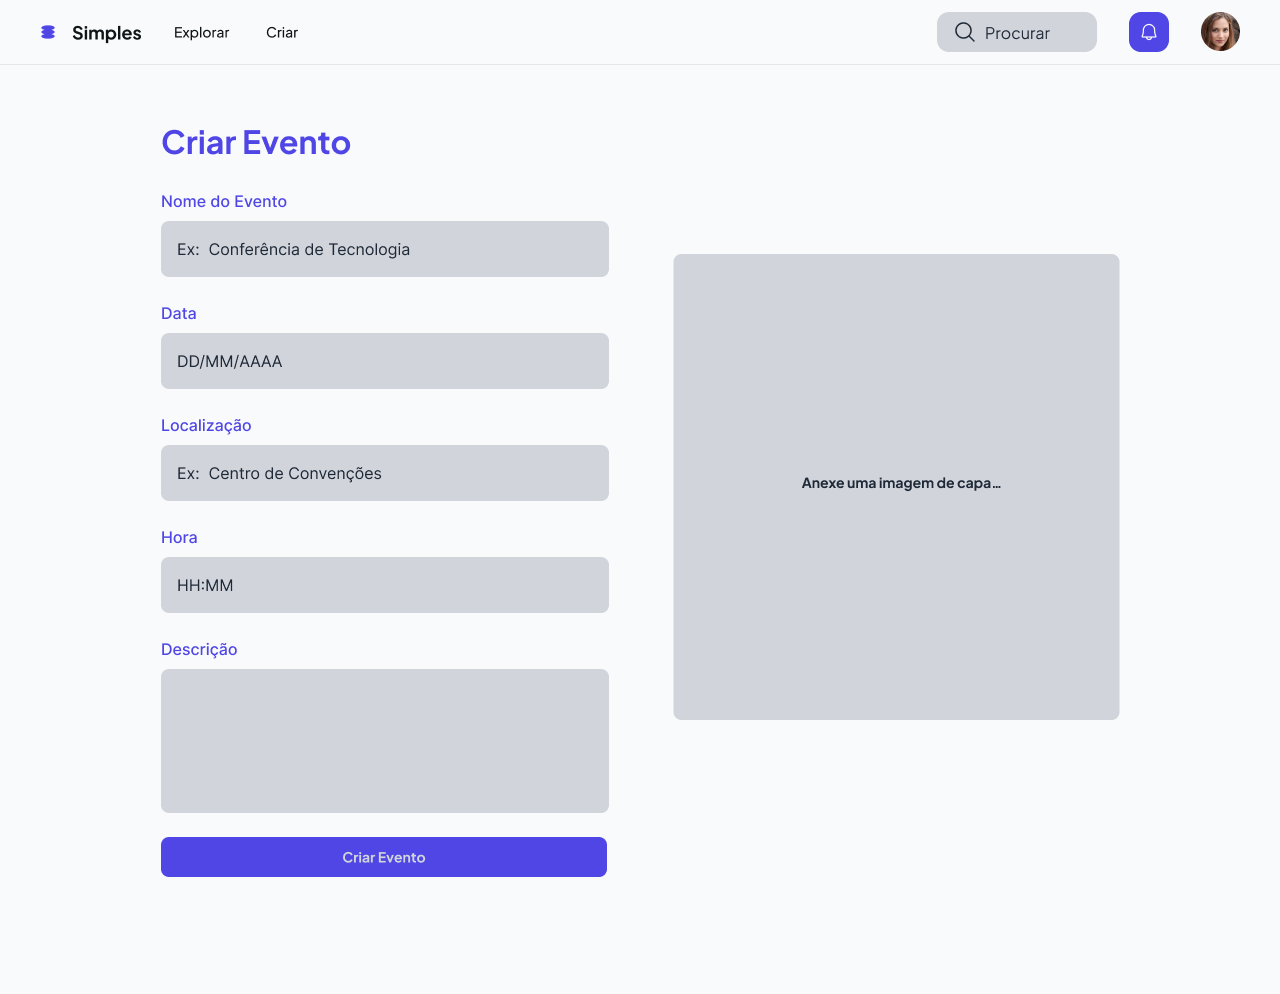 Simples
Explorar
Criar
Procurar
Criar Evento
Nome do Evento
Ex:  Conferência de Tecnologia
Data
DD/MM/AAAA
Localização
Ex:  Centro de Convenções
Hora
HH:MM
Descrição
Criar Evento
Anexe uma imagem de capa...